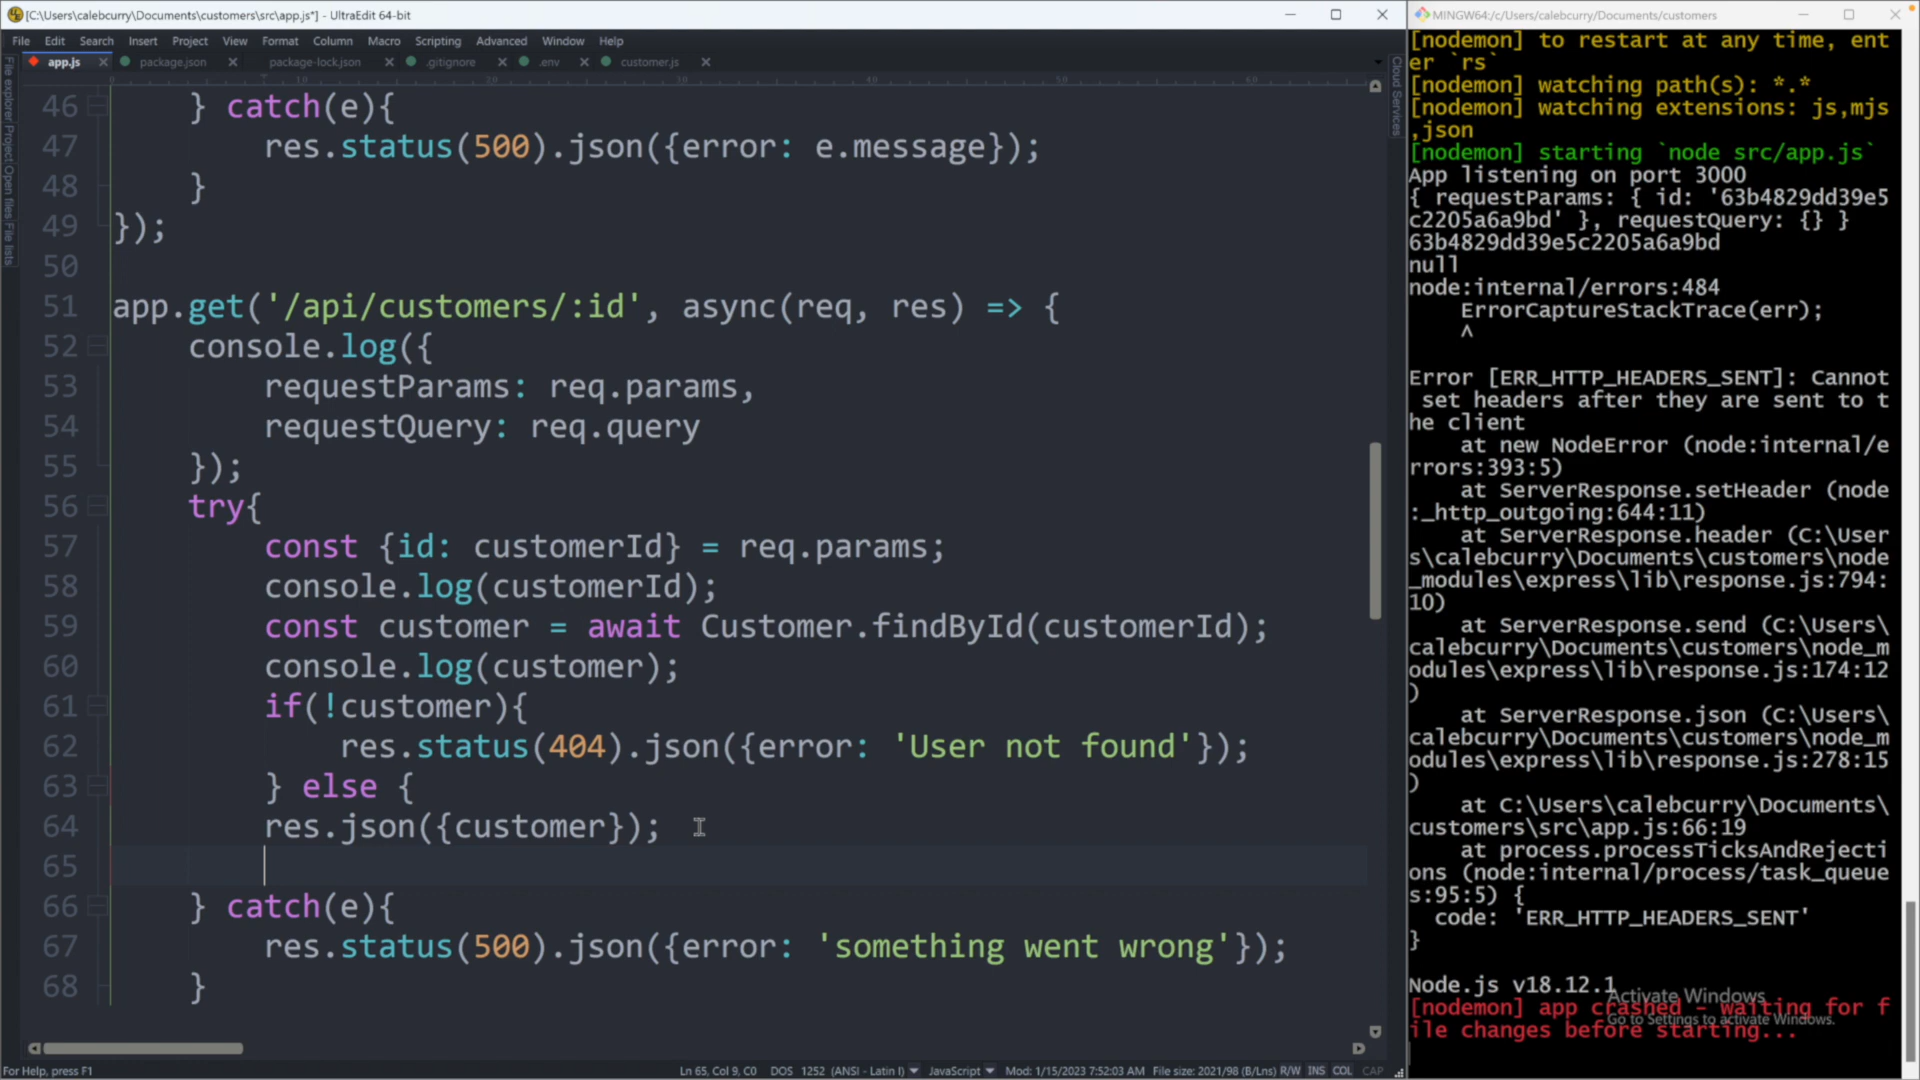 [C:\Users\calebcurry\Documents\customers\src\app.js*] - UltraEdit 64-bit
File Edit Search Insert Project View Format Column Macro Scripting Advanced Window Help
app.js package.json package-lock.json .gitignore .env customer.js
0 10 20 30 40 50 60
File explorer Project Open files File lists
Cloud Services
46 } catch(e){
47 res.status(500).json({error: e.message});
48 }
49 });
50
51 app.get('/api/customers/:id', async(req, res) => {
52 console.log({
53 requestParams: req.params,
54 requestQuery: req.query
55 });
56 try{
57 const {id: customerId} = req.params;
58 console.log(customerId);
59 const customer = await Customer.findById(customerId);
60 console.log(customer);
61 if(!customer){
62 res.status(404).json({error: 'User not found'});
63 } else {
64 res.json({customer});
65
66 } catch(e){
67 res.status(500).json({error: 'something went wrong'});
68 }
For Help, press F1 Ln 65, Col 9, C0 DOS 1252 (ANSI - Latin I) JavaScript Mod: 1/15/2023 7:52:03 AM File size: 2021/98 (B/Lns) R/W INS COL CAP
MINGW64:/c/Users/calebcurry/Documents/customers
[nodemon] to restart at any time, ent
er `rs`
[nodemon] watching path(s): *.*
[nodemon] watching extensions: js,mjs
,json
[nodemon] starting `node src/app.js`
App listening on port 3000
{ requestParams: { id: '63b4829dd39e5
c2205a6a9bd' }, requestQuery: {} }
63b4829dd39e5c2205a6a9bd
null
node:internal/errors:484
ErrorCaptureStackTrace(err);
^
Error [ERR_HTTP_HEADERS_SENT]: Cannot
set headers after they are sent to t
he client
at new NodeError (node:internal/e
rrors:393:5)
at ServerResponse.setHeader (node
:_http_outgoing:644:11)
at ServerResponse.header (C:\User
s\calebcurry\Documents\customers\node
_modules\express\lib\response.js:794:
10)
at ServerResponse.send (C:\Users\
calebcurry\Documents\customers\node_m
odules\express\lib\response.js:174:12
)
at ServerResponse.json (C:\Users\
calebcurry\Documents\customers\node_m
odules\express\lib\response.js:278:15
)
at C:\Users\calebcurry\Documents\
customers\src\app.js:66:19
at process.processTicksAndRejecti
ons (node:internal/process/task_queue
s:95:5) {
code: 'ERR_HTTP_HEADERS_SENT'
}
Node.js v18.12.1
[nodemon] app crashed - waiting for f
ile changes before starting...
Activate Windows
Go to Settings to activate Windows.